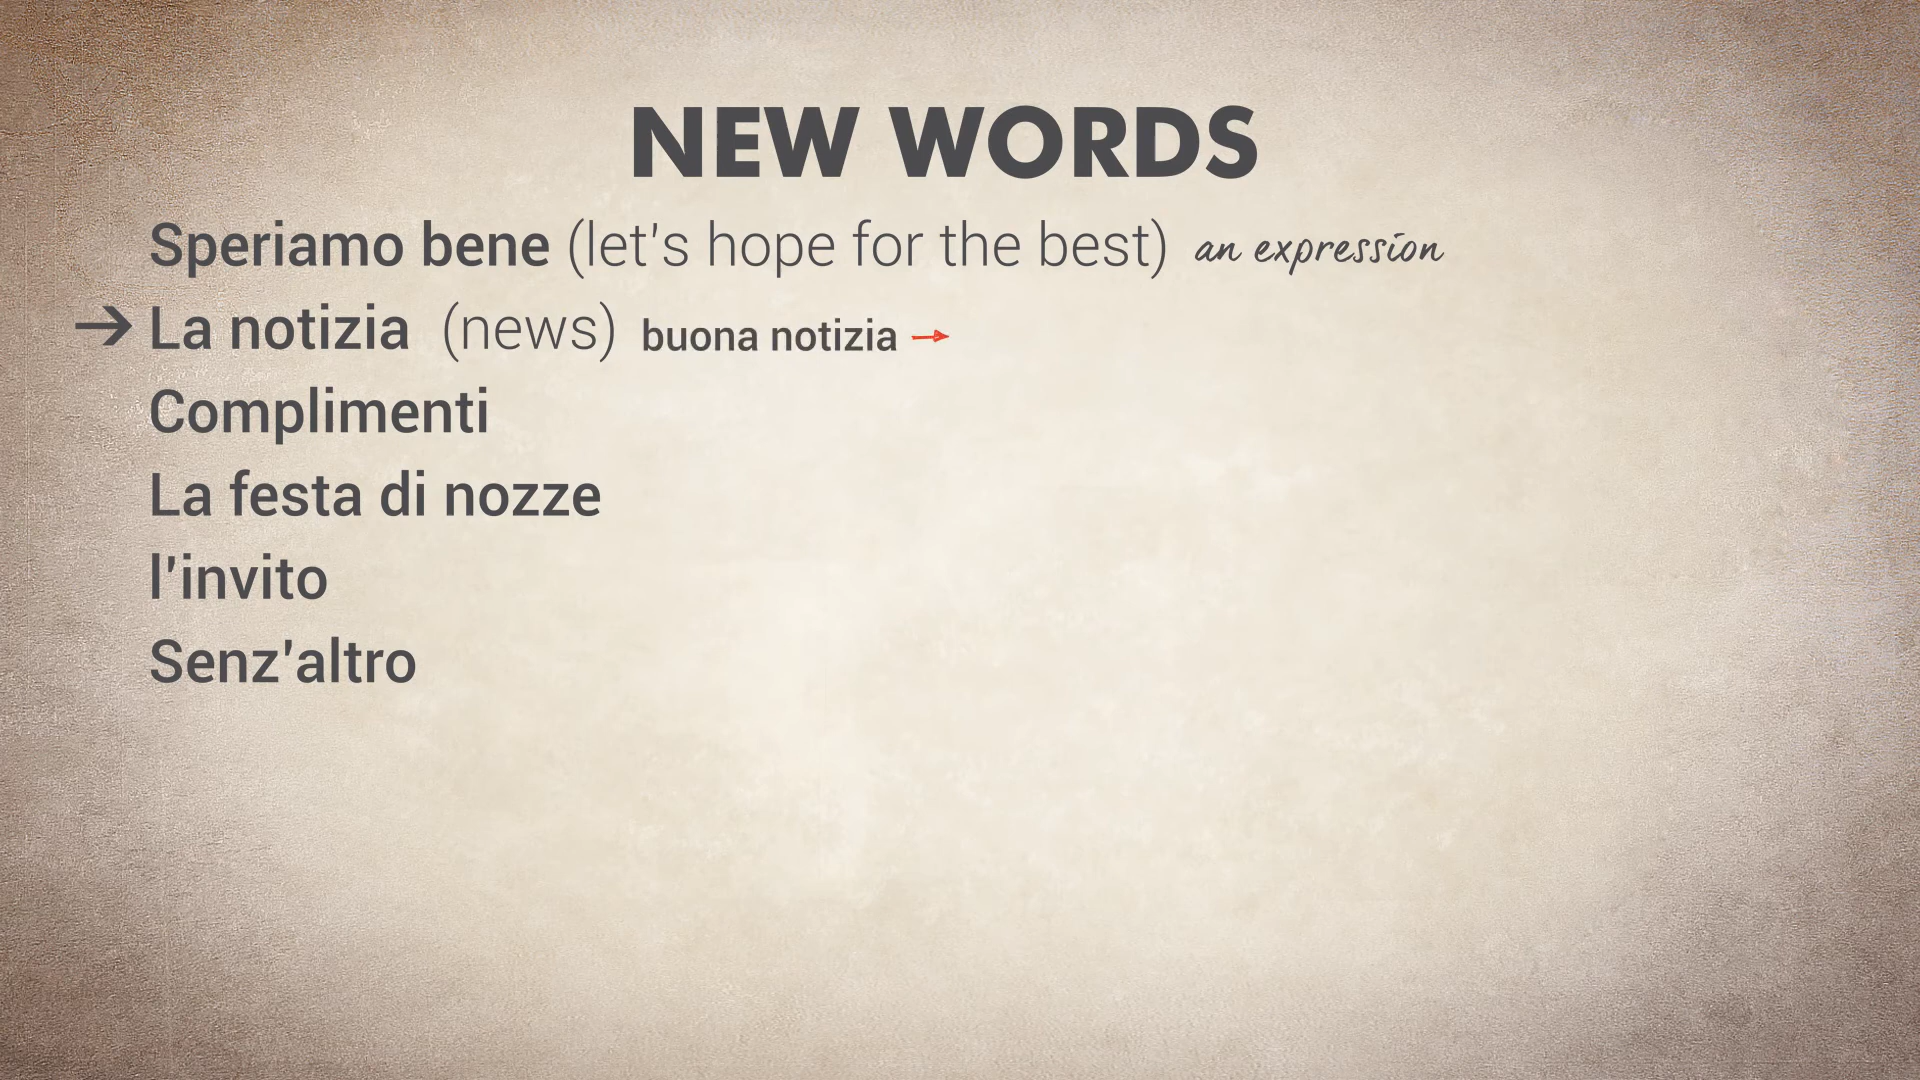 NEW WORDS
Speriamo bene (let's hope for the best) an expression
→ La notizia (news) buona notizia →
Complimenti
La festa di nozze
l'invito
Senz'altro